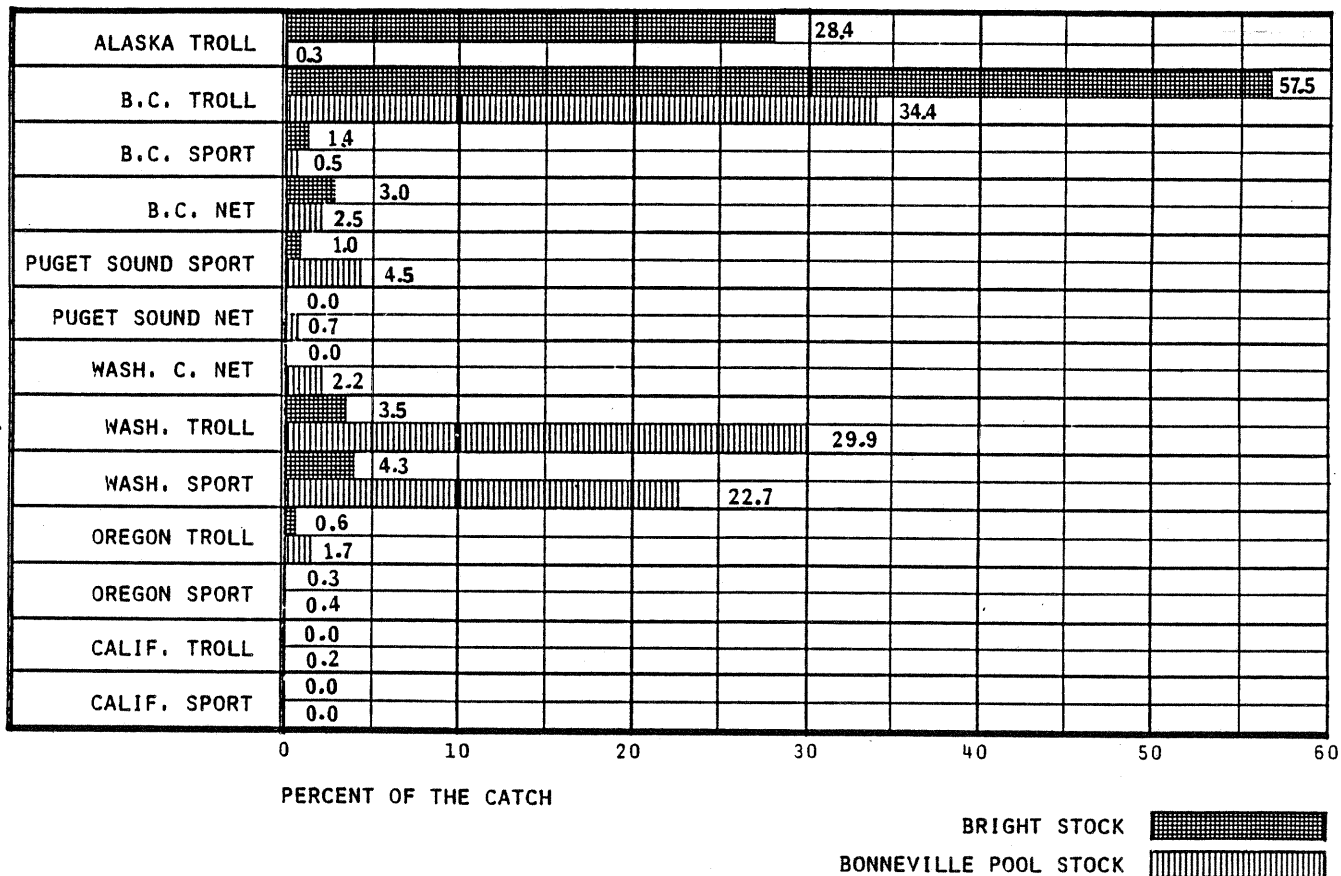 ALASKA TROLL 28.4
0.3
B.C. TROLL 57.5
34.4
B.C. SPORT 1.4
0.5
B.C. NET 3.0
2.5
PUGET SOUND SPORT 1.0
4.5
PUGET SOUND NET 0.0
0.7
WASH. C. NET 0.0
2.2
WASH. TROLL 3.5
29.9
WASH. SPORT 4.3
22.7
OREGON TROLL 0.6
1.7
OREGON SPORT 0.3
0.4
CALIF. TROLL 0.0
0.2
CALIF. SPORT 0.0
0.0
0 10 20 30 40 50 60
PERCENT OF THE CATCH
BRIGHT STOCK
BONNEVILLE POOL STOCK